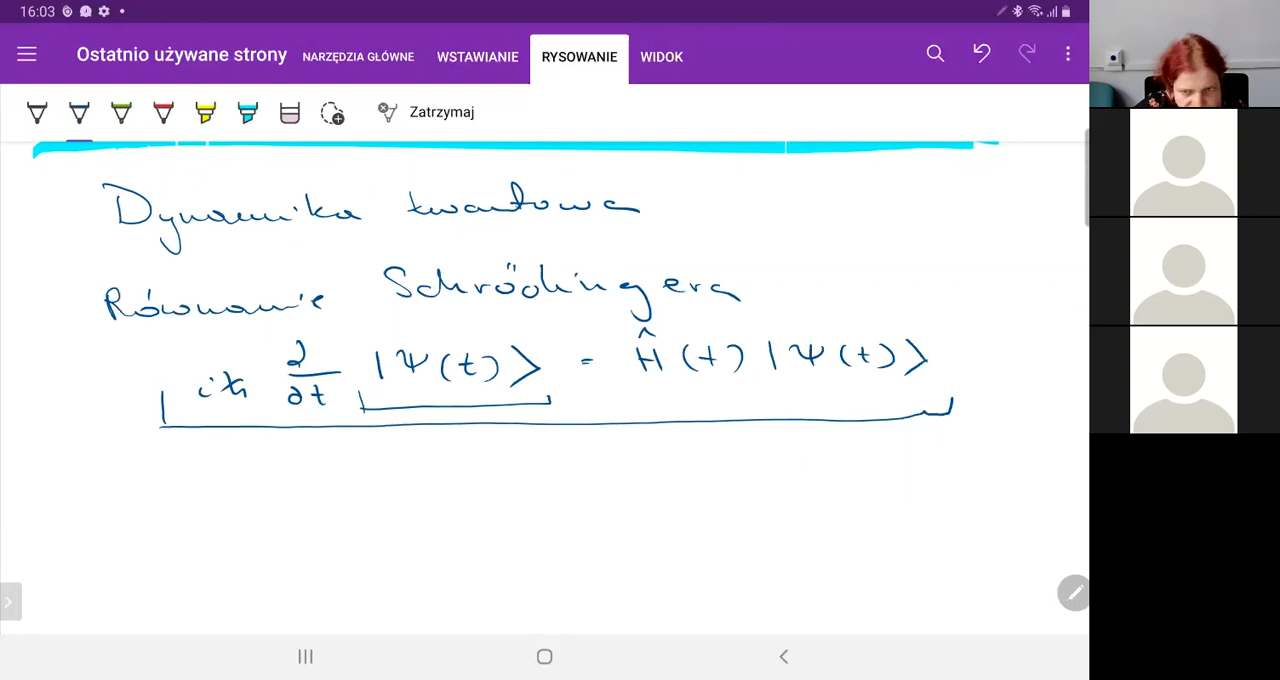 16:03
Ostatnio używane strony NARZĘDZIA GŁÓWNE WSTAWIANIE RYSOWANIE WIDOK
Zatrzymaj
Dynamika kwantowa
Równanie Schrödingera
iħ ∂/∂t |Ψ(t)⟩ = Ĥ(t) |Ψ(t)⟩